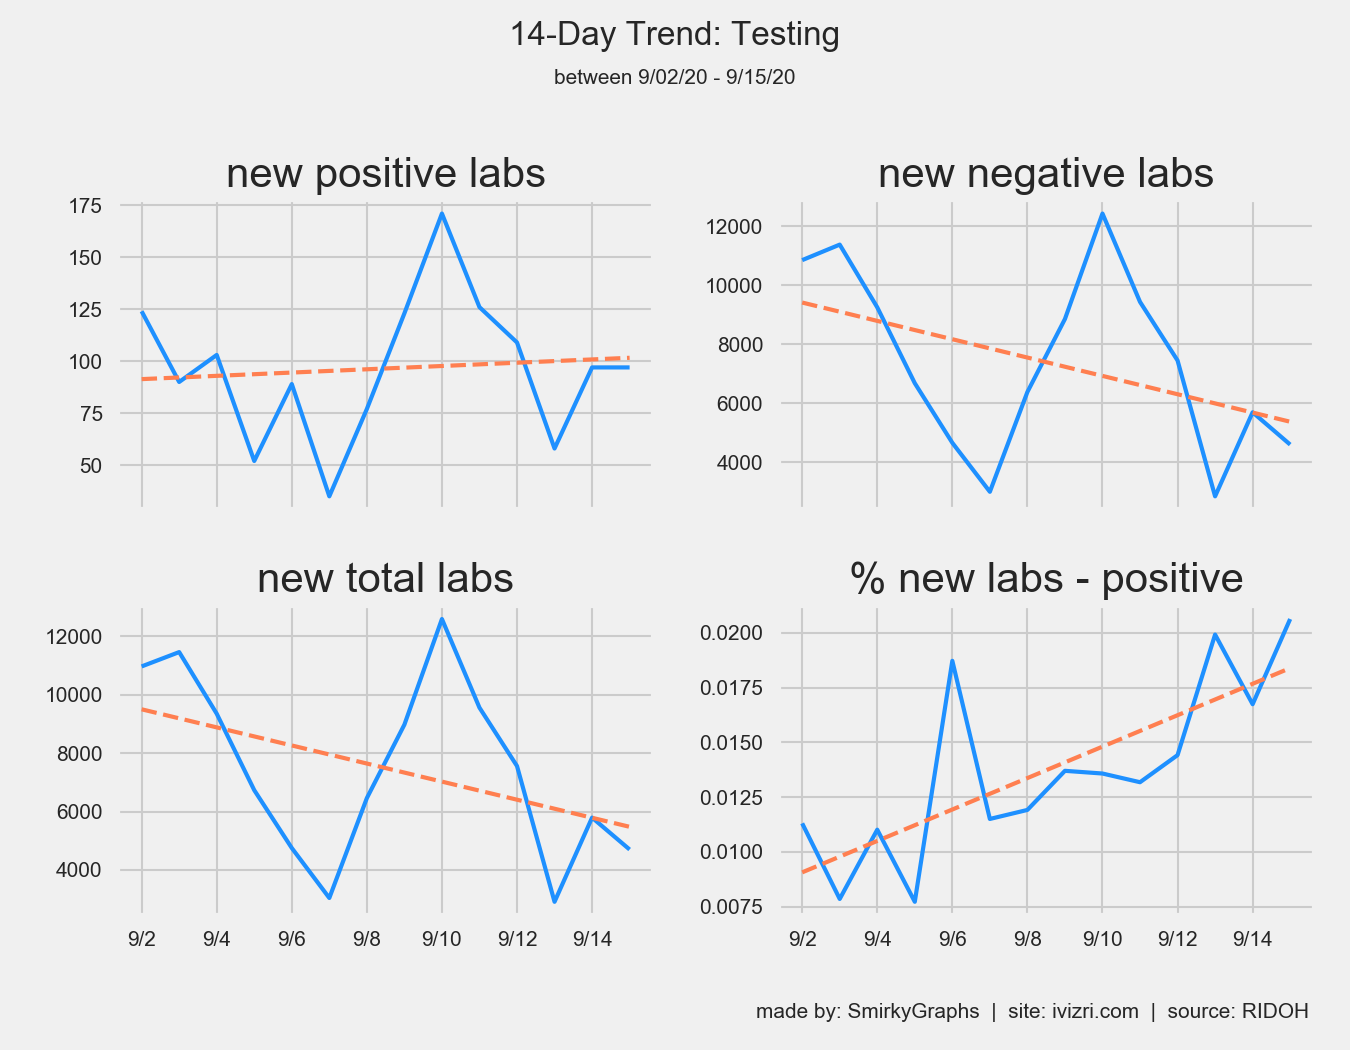 14-Day Trend: Testing
between 9/02/20 - 9/15/20
new positive labs
175
150
125
100
75
50
new negative labs
12000
10000
8000
6000
4000
new total labs
12000
10000
8000
6000
4000
9/2 9/4 9/6 9/8 9/10 9/12 9/14
% new labs - positive
0.0200
0.0175
0.0150
0.0125
0.0100
0.0075
9/2 9/4 9/6 9/8 9/10 9/12 9/14
made by: SmirkyGraphs | site: ivizri.com | source: RIDOH